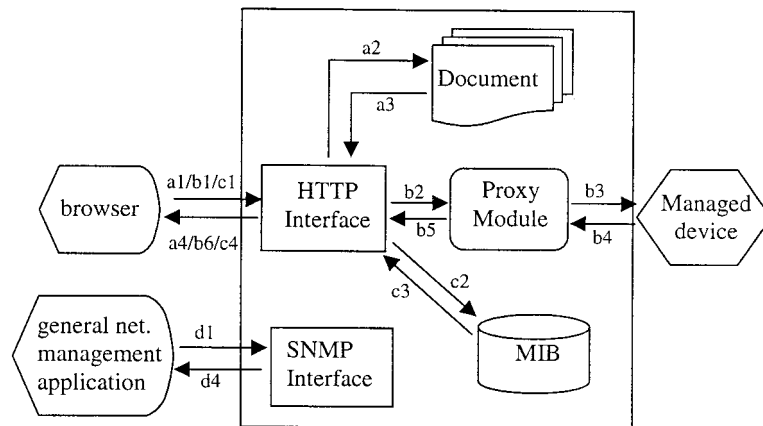 a2
Document
a3
a1/b1/c1
browser
a4/b6/c4
HTTP
Interface
b2
b5
Proxy
Module
b3
b4
Managed
device
c2
c3
MIB
general net.
management
application
d1
d4
SNMP
Interface